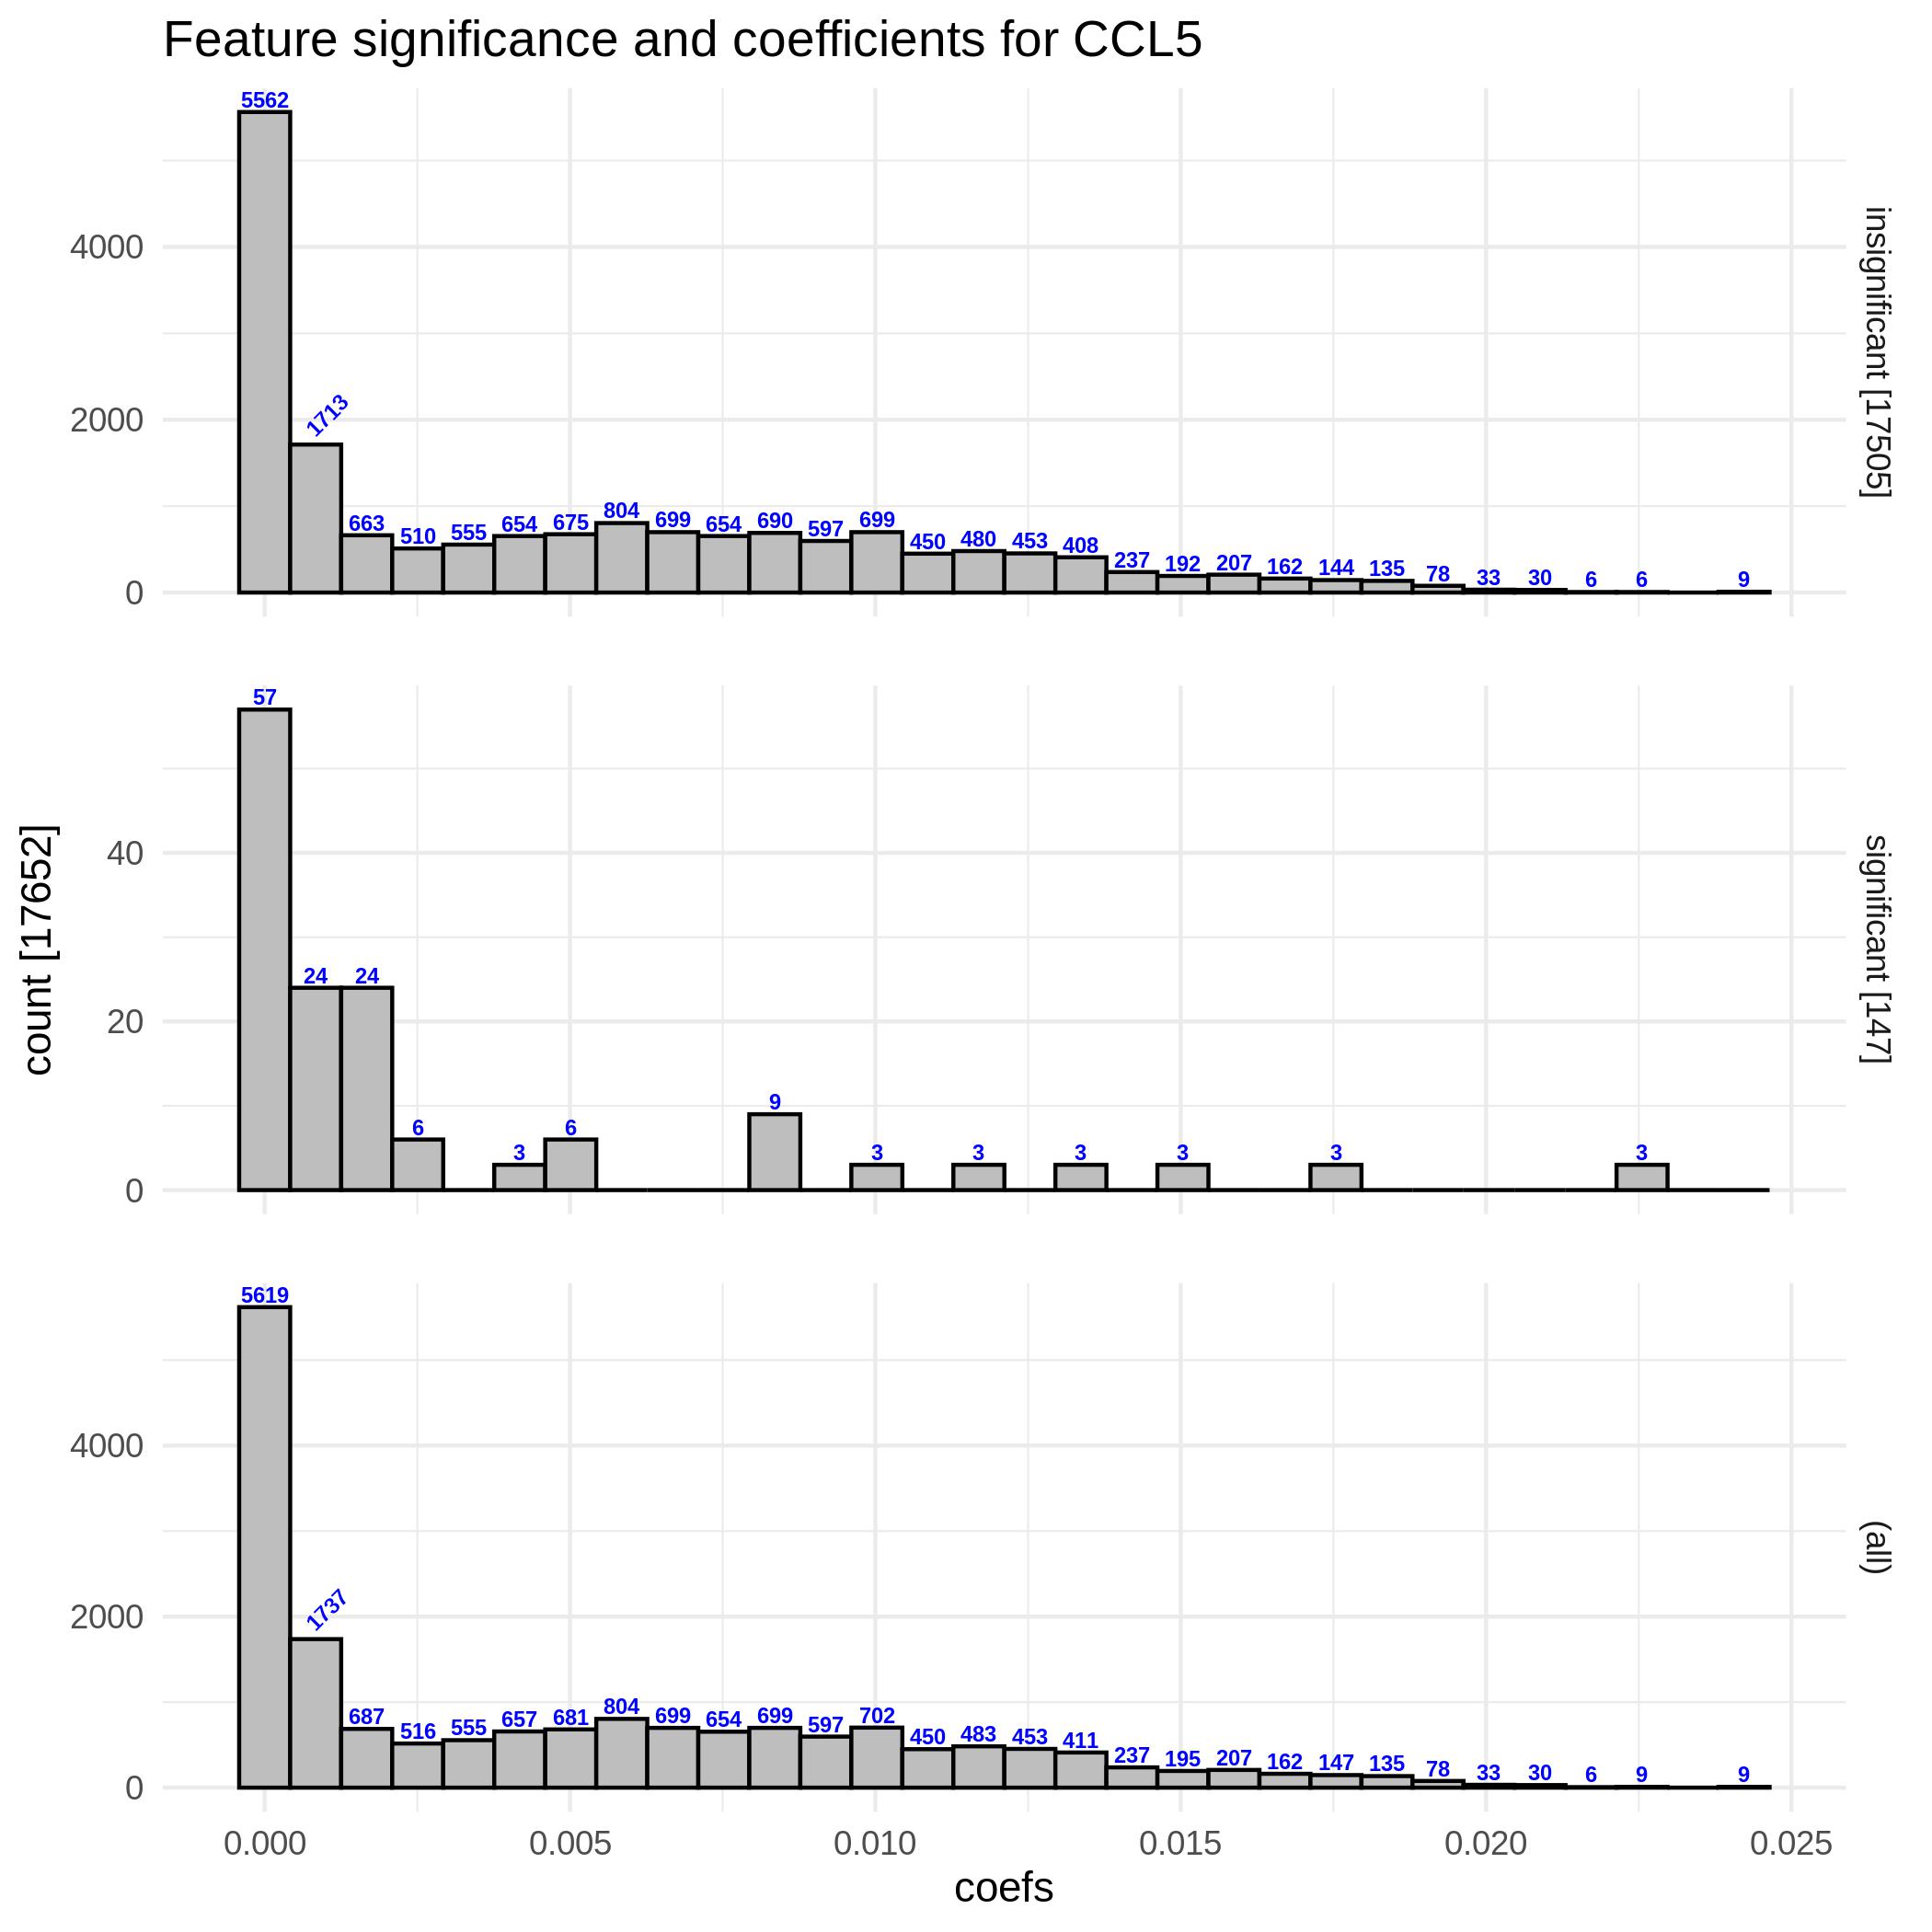 Feature significance and coefficients for CCL5
5562
1713
663 510 555 654 675 804 699 654 690 597 699 450 480 453 408 237 192 207 162 144 135 78 33 30 6 6 9
4000
2000
0
insignificant [17505]
57
24 24
6 3 6 9 3 3 3 3 3 3
40
20
0
significant [147]
count [17652]
5619
1737
687 516 555 657 681 804 699 654 699 597 702 450 483 453 411 237 195 207 162 147 135 78 33 30 6 9 9
4000
2000
0
(all)
0.000 0.005 0.010 0.015 0.020 0.025
coefs